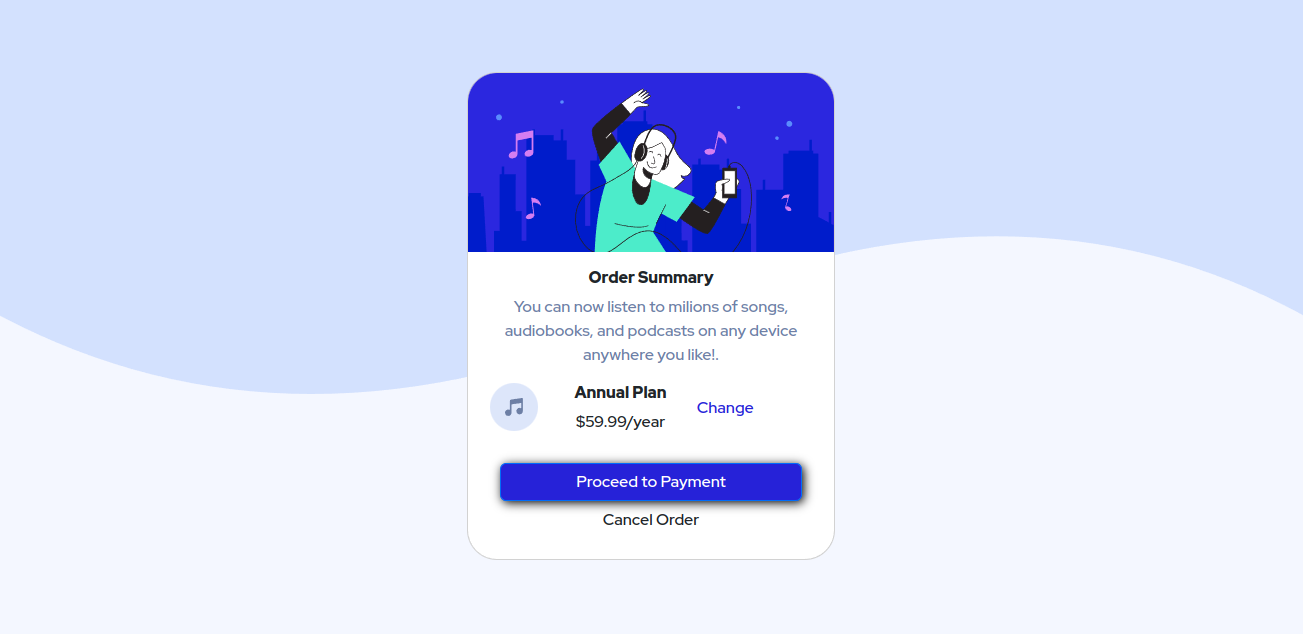 Order Summary
You can now listen to milions of songs,
audiobooks, and podcasts on any device
anywhere you like!.
Annual Plan
$59.99/year
Change
Proceed to Payment
Cancel Order